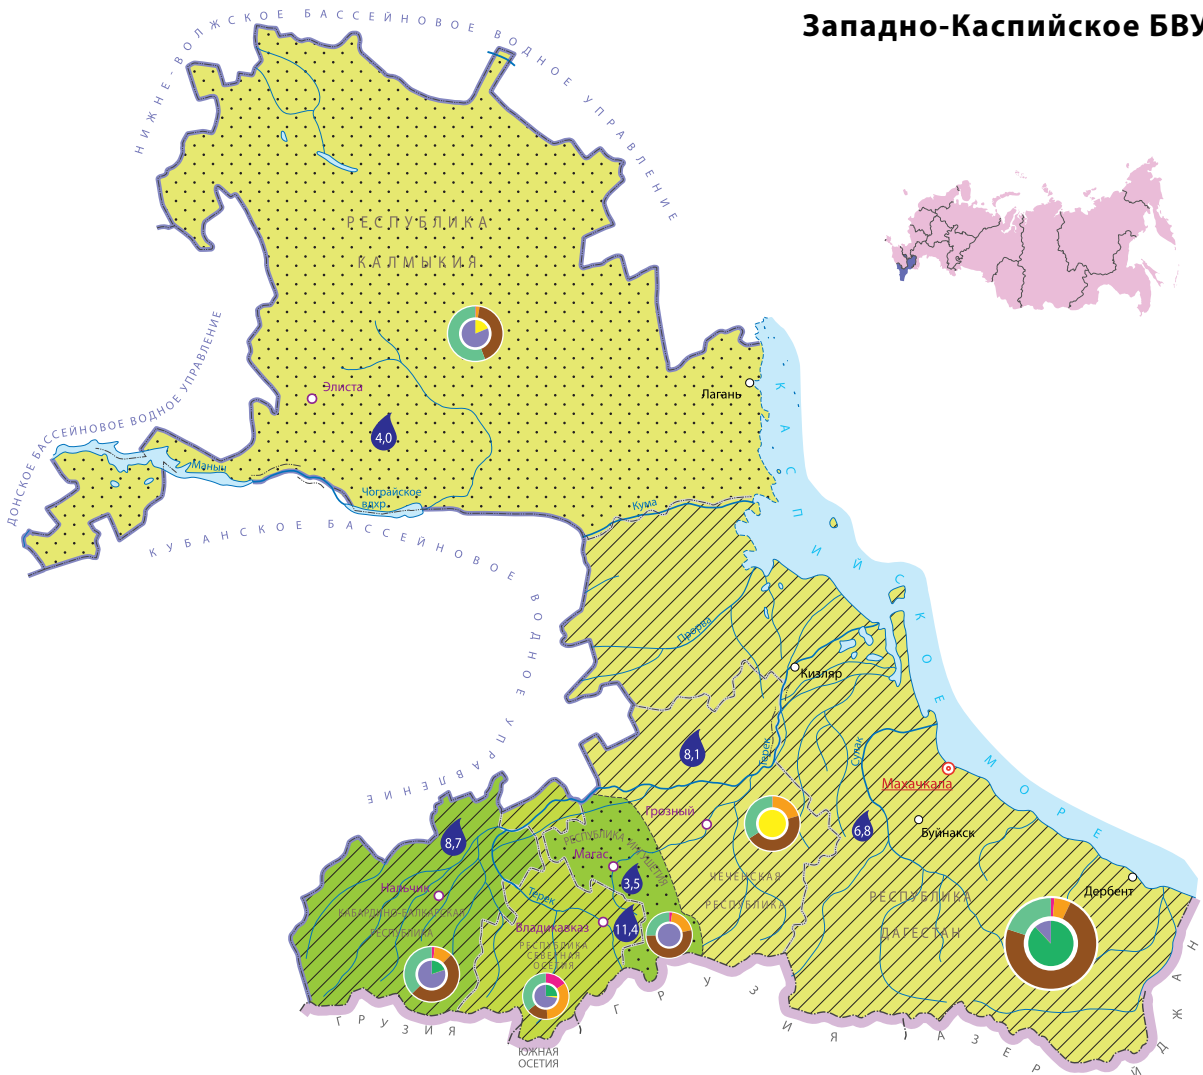 Западно-Каспийское БВУ
НИЖНЕ-ВОЛЖСКОЕ БАССЕЙНОВОЕ ВОДНОЕ УПРАВЛЕНИЕ
РЕСПУБЛИКА
КАЛМЫКИЯ
ДОНСКОЕ БАССЕЙНОВОЕ ВОДНОЕ УПРАВЛЕНИЕ
Элиста
Лагань
4,0
Маныч
Чограйское
вдхр.
Кума
КУБАНСКОЕ БАССЕЙНОВОЕ ВОДНОЕ УПРАВЛЕНИЕ
КАСПИЙСКОЕ МОРЕ
Прорва
Кизляр
8,1
Терек
Сулак
Махачкала
Грозный
6,8
Буйнакск
8,7
РЕСПУБЛИКА ИНГУШЕТИЯ
Магас
3,5
ЧЕЧЕНСКАЯ
РЕСПУБЛИКА
Дербент
РЕСПУБЛИКА
ДАГЕСТАН
Нальчик
КАБАРДИНО-БАЛКАРСКАЯ
РЕСПУБЛИКА
Терек
Владикавказ
11,4
РЕСПУБЛИКА
СЕВЕРНАЯ
ОСЕТИЯ
ГРУЗИЯ
ЮЖНАЯ
ОСЕТИЯ
ГРУЗИЯ
АЗЕРБАЙДЖАН